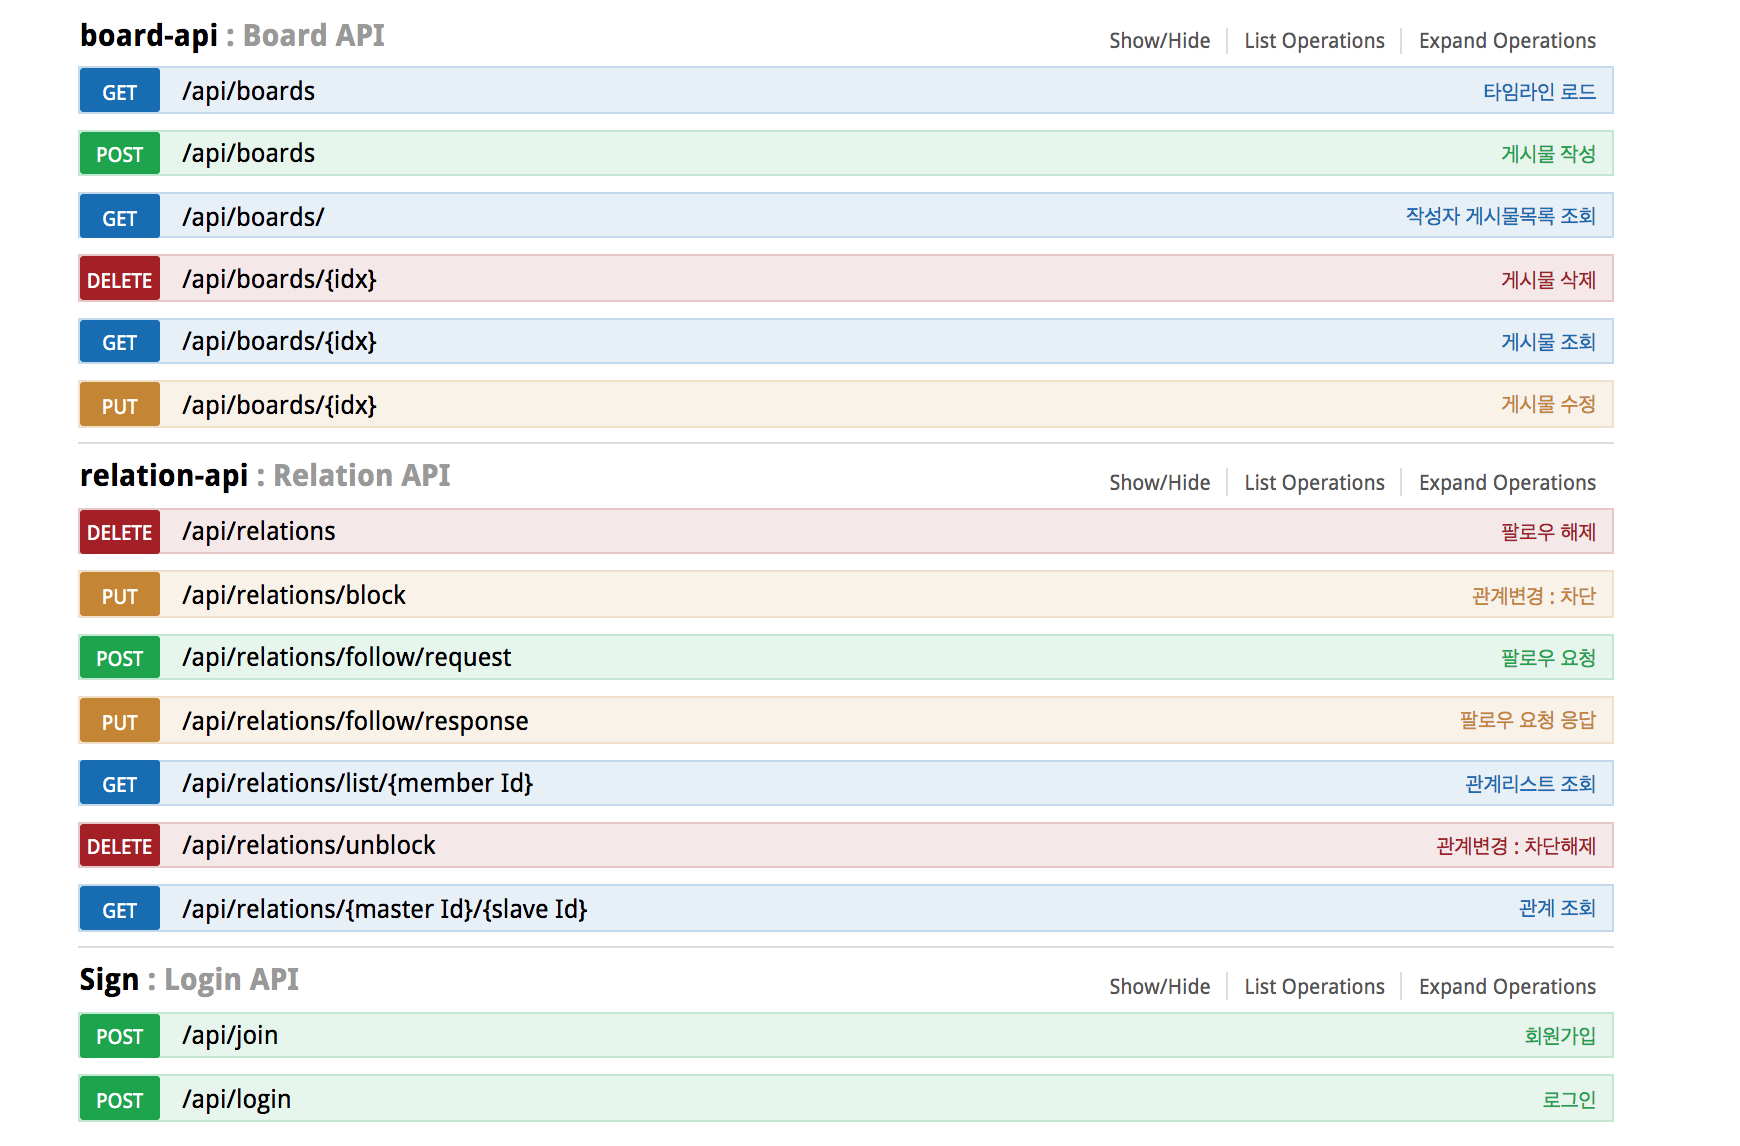 board-api : Board API Show/Hide List Operations Expand Operations
GET /api/boards 타임라인 로드
POST /api/boards 게시물 작성
GET /api/boards/ 작성자 게시물목록 조회
DELETE /api/boards/{idx} 게시물 삭제
GET /api/boards/{idx} 게시물 조회
PUT /api/boards/{idx} 게시물 수정
relation-api : Relation API Show/Hide List Operations Expand Operations
DELETE /api/relations 팔로우 해제
PUT /api/relations/block 관계변경 : 차단
POST /api/relations/follow/request 팔로우 요청
PUT /api/relations/follow/response 팔로우 요청 응답
GET /api/relations/list/{member Id} 관계리스트 조회
DELETE /api/relations/unblock 관계변경 : 차단해제
GET /api/relations/{master Id}/{slave Id} 관계 조회
Sign : Login API Show/Hide List Operations Expand Operations
POST /api/join 회원가입
POST /api/login 로그인